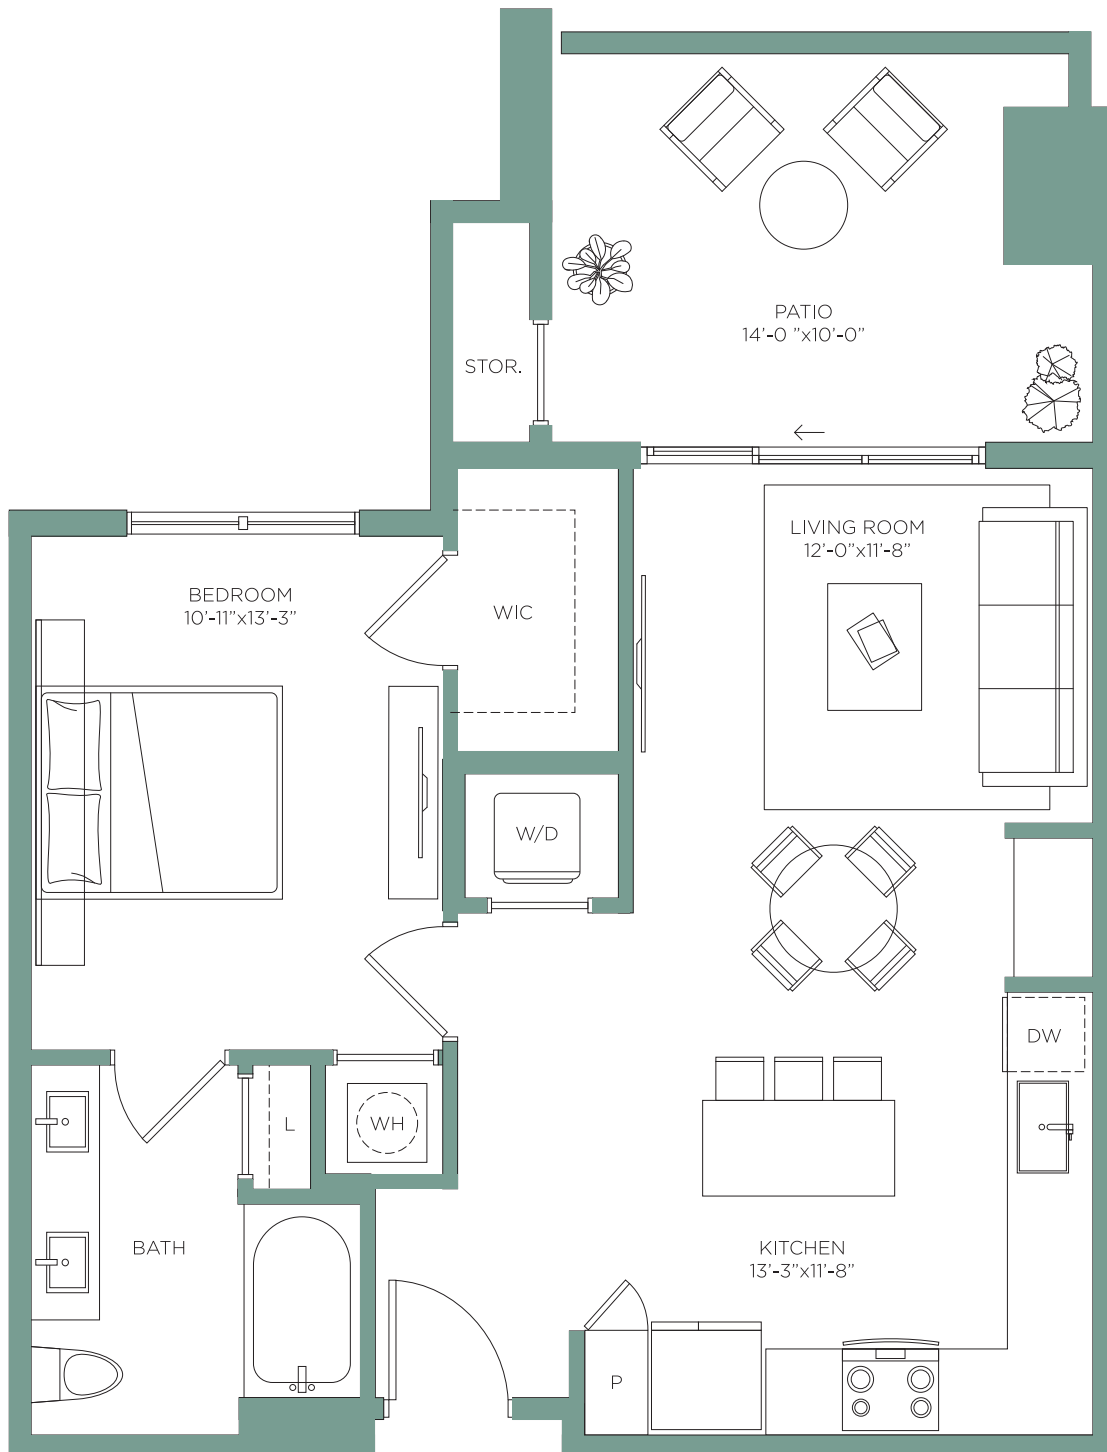 PATIO
14'-0 "x10'-0"
STOR.
LIVING ROOM
12'-0"x11'-8"
BEDROOM
10'-11"x13'-3"
WIC
W/D
DW
L
WH
BATH
KITCHEN
13'-3"x11'-8"
P